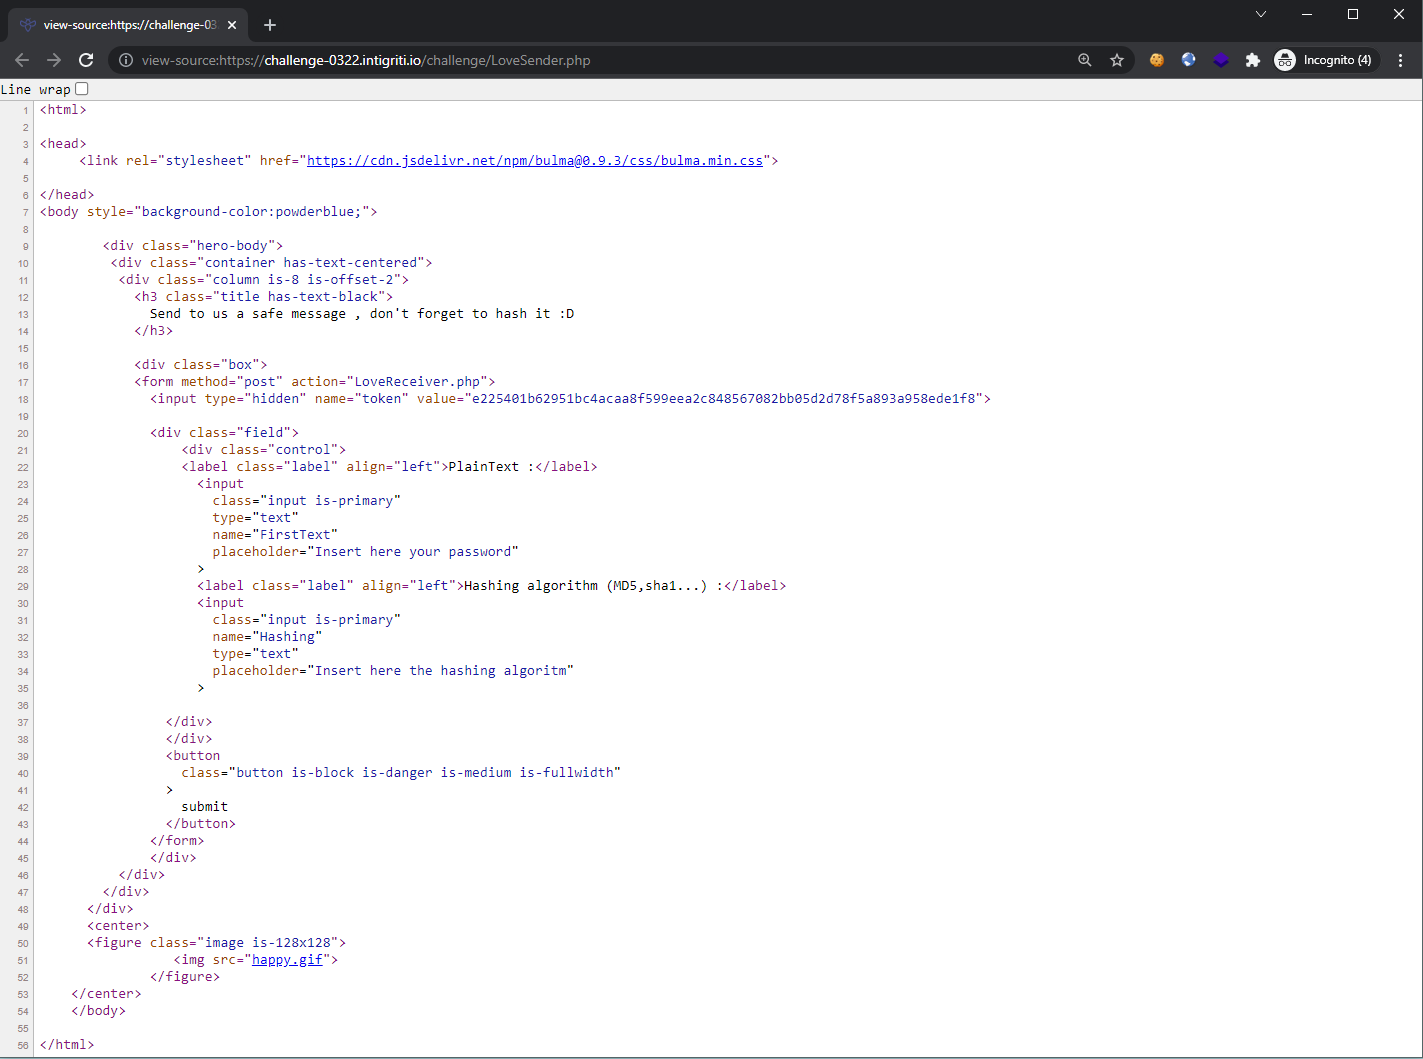 view-source:https://challenge-03
view-source:https://challenge-0322.intigriti.io/challenge/LoveSender.php
Incognito (4)
Line wrap
1 <html>
2
3 <head>
4 <link rel="stylesheet" href="https://cdn.jsdelivr.net/npm/bulma@0.9.3/css/bulma.min.css">
5
6 </head>
7 <body style="background-color:powderblue;">
8
9 <div class="hero-body">
10 <div class="container has-text-centered">
11 <div class="column is-8 is-offset-2">
12 <h3 class="title has-text-black">
13 Send to us a safe message , don't forget to hash it :D
14 </h3>
15
16 <div class="box">
17 <form method="post" action="LoveReceiver.php">
18 <input type="hidden" name="token" value="e225401b62951bc4acaa8f599eea2c848567082bb05d2d78f5a893a958ede1f8">
19
20 <div class="field">
21 <div class="control">
22 <label class="label" align="left">PlainText :</label>
23 <input
24 class="input is-primary"
25 type="text"
26 name="FirstText"
27 placeholder="Insert here your password"
28 >
29 <label class="label" align="left">Hashing algorithm (MD5,sha1...) :</label>
30 <input
31 class="input is-primary"
32 name="Hashing"
33 type="text"
34 placeholder="Insert here the hashing algoritm"
35 >
36
37 </div>
38 </div>
39 <button
40 class="button is-block is-danger is-medium is-fullwidth"
41 >
42 submit
43 </button>
44 </form>
45 </div>
46 </div>
47 </div>
48 </div>
49 <center>
50 <figure class="image is-128x128">
51 <img src="happy.gif">
52 </figure>
53 </center>
54 </body>
55
56 </html>